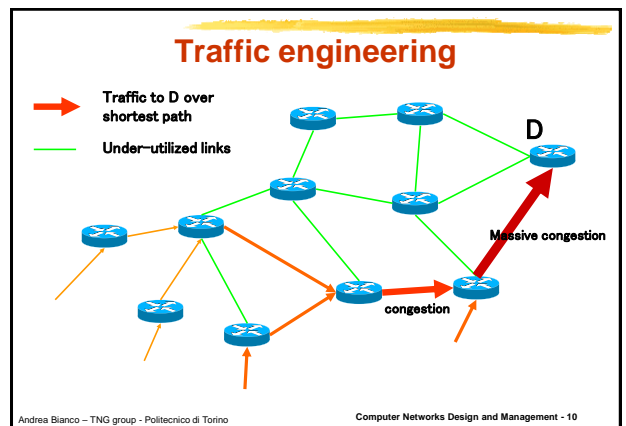 Traffic engineering
Traffic to D over
shortest path
Under-utilized links
D
Massive congestion
congestion
Andrea Bianco – TNG group - Politecnico di Torino
Computer Networks Design and Management - 10